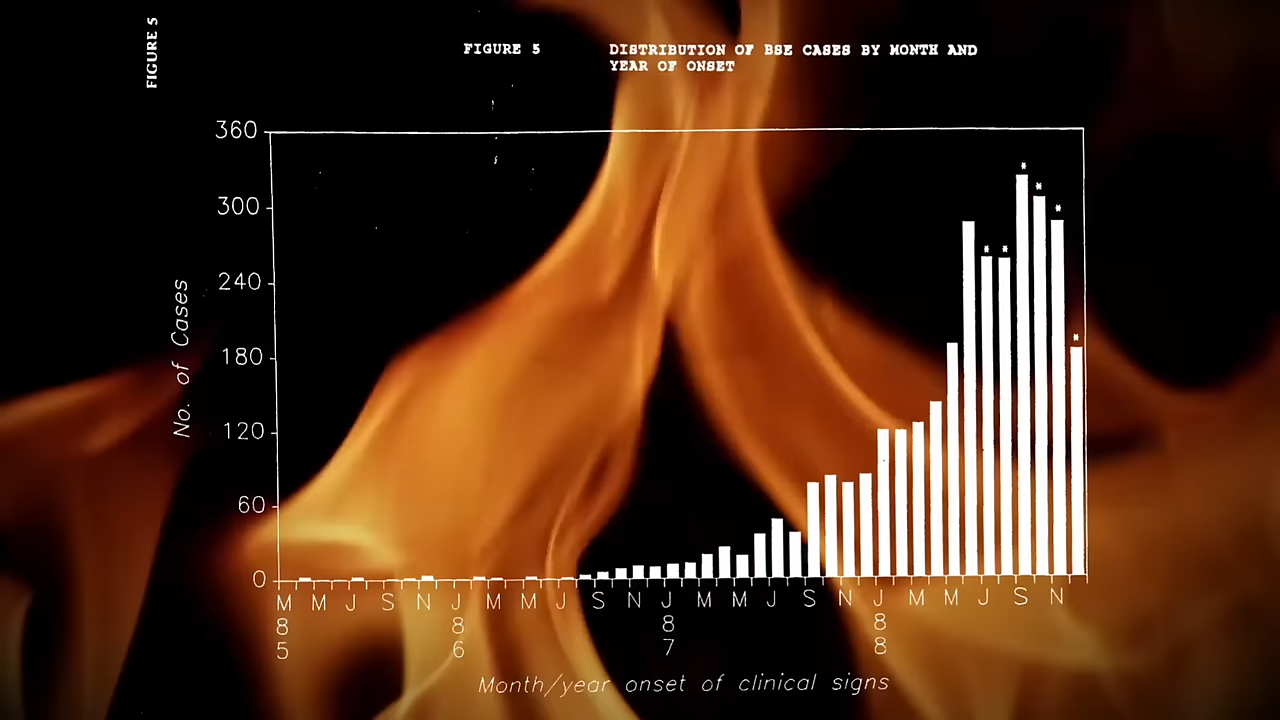 FIGURE 5
FIGURE 5
DISTRIBUTION OF BSE CASES BY MONTH AND
YEAR OF ONSET
360
300
240
180
120
60
0
No. of Cases
* * * * * *
M M J S N J M M J S N J M M J S N J M M J S N
8 8 8 8
5 6 7 8
Month/year onset of clinical signs